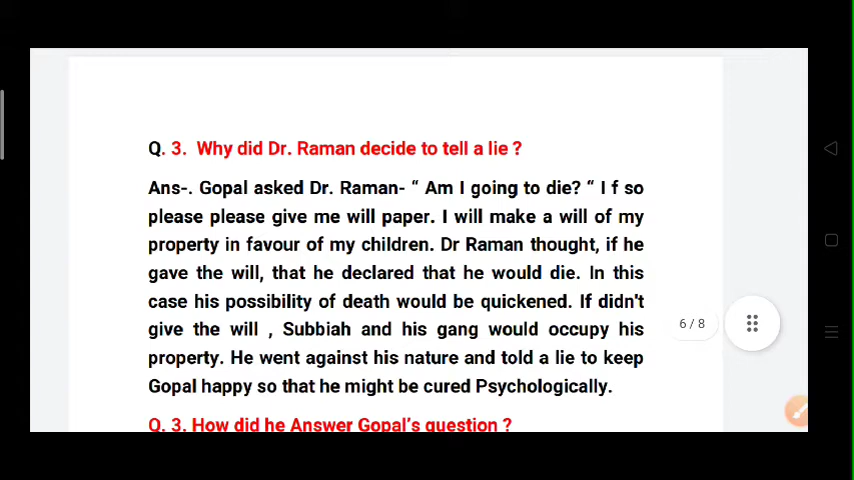 Q. 3. Why did Dr. Raman decide to tell a lie ?
Ans-. Gopal asked Dr. Raman- “ Am I going to die? “ I f so
please please give me will paper. I will make a will of my
property in favour of my children. Dr Raman thought, if he
gave the will, that he declared that he would die. In this
case his possibility of death would be quickened. If didn't
give the will , Subbiah and his gang would occupy his
property. He went against his nature and told a lie to keep
Gopal happy so that he might be cured Psychologically.
Q. 3. How did he Answer Gopal’s question ?
6 / 8